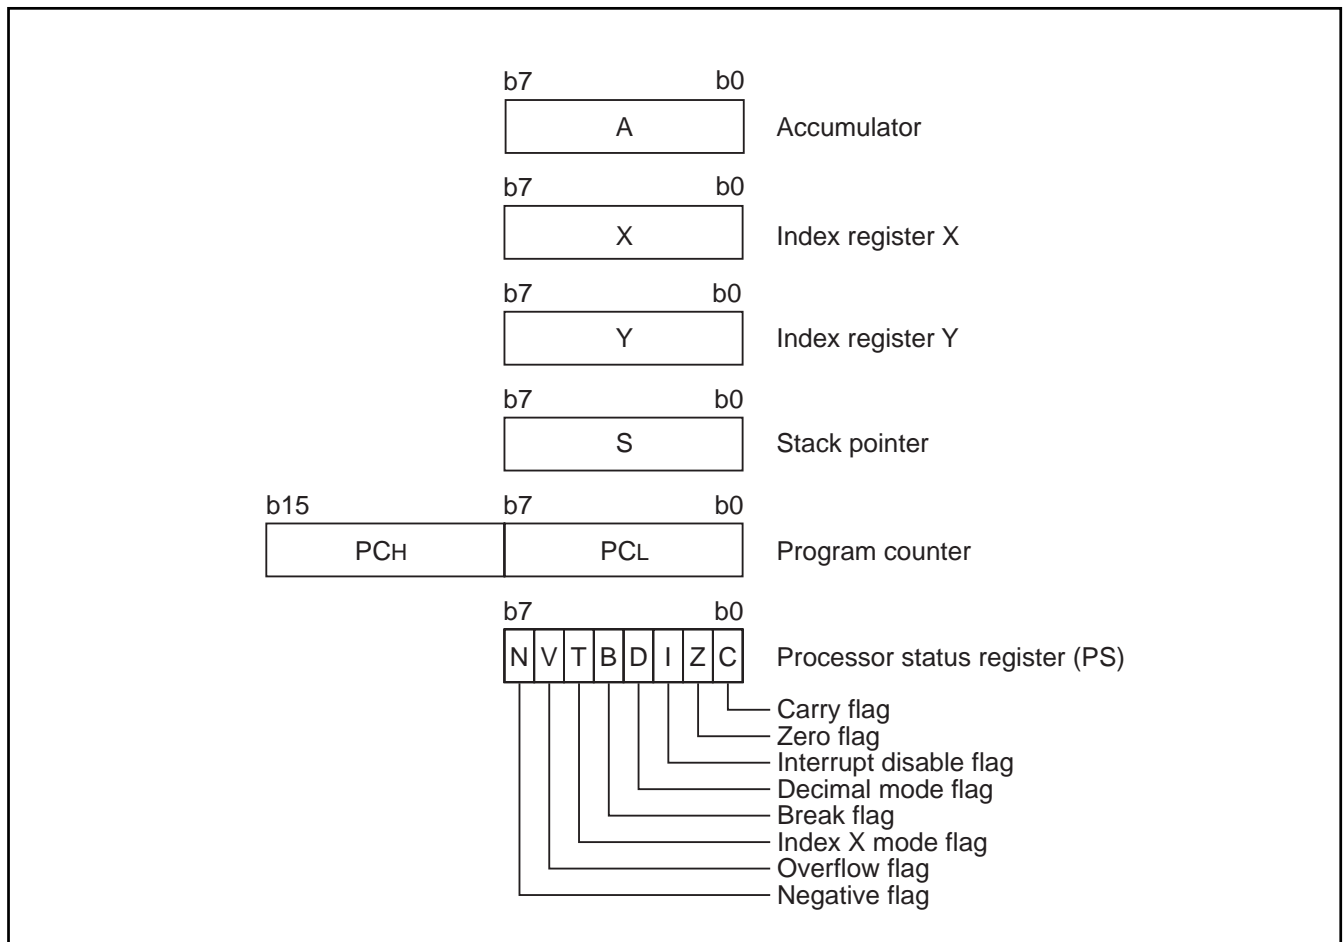 b7 b0
A Accumulator
b7 b0
X Index register X
b7 b0
Y Index register Y
b7 b0
S Stack pointer
b15 b7 b0
PCH PCL Program counter
b7 b0
N V T B D I Z C Processor status register (PS)
Carry flag
Zero flag
Interrupt disable flag
Decimal mode flag
Break flag
Index X mode flag
Overflow flag
Negative flag